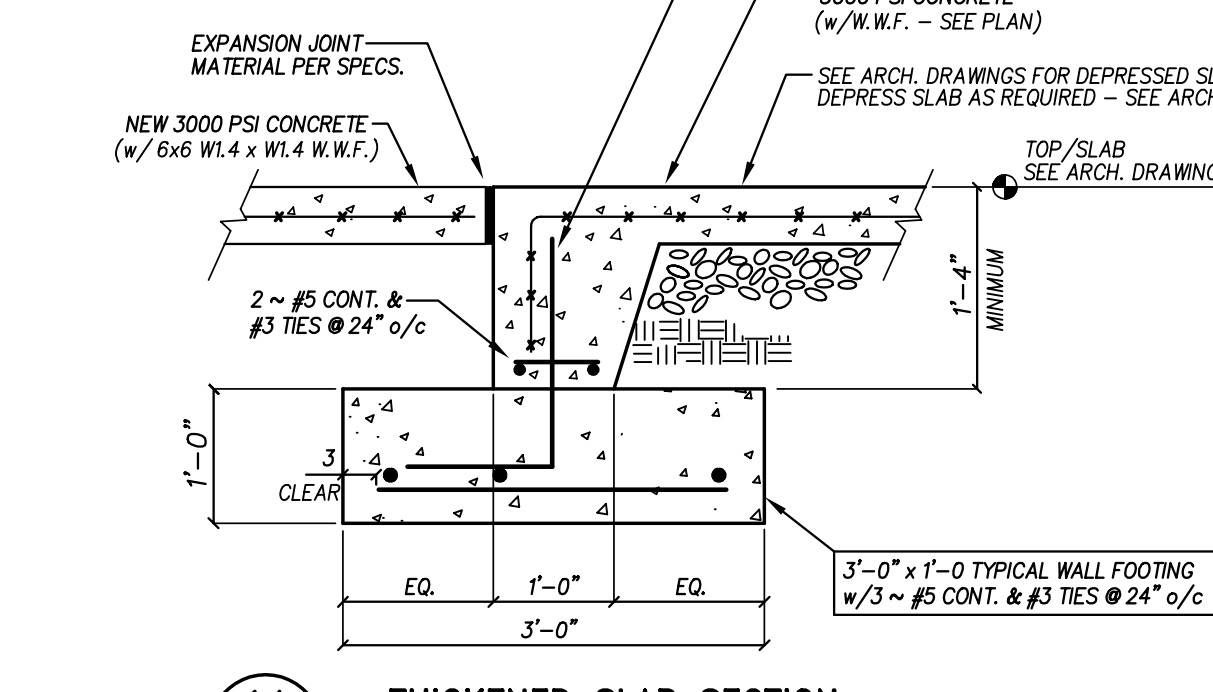 3000 PSI CONCRETE
(w/W.W.F. – SEE PLAN)
EXPANSION JOINT
MATERIAL PER SPECS.
SEE ARCH. DRAWINGS FOR DEPRESSED
DEPRESS SLAB AS REQUIRED – SEE ARCH
NEW 3000 PSI CONCRETE
(w/ 6x6 W1.4 x W1.4 W.W.F.)
TOP/SLAB
SEE ARCH. DRAWING
1'–4"
MINIMUM
2 ~ #5 CONT. &
#3 TIES @ 24" o/c
1'–0"
3
CLEAR
3'–0" x 1'–0 TYPICAL WALL FOOTING
w/3 ~ #5 CONT. & #3 TIES @ 24" o/c
EQ.
1'–0"
EQ.
3'–0"
THICKENED SLAB SECTION